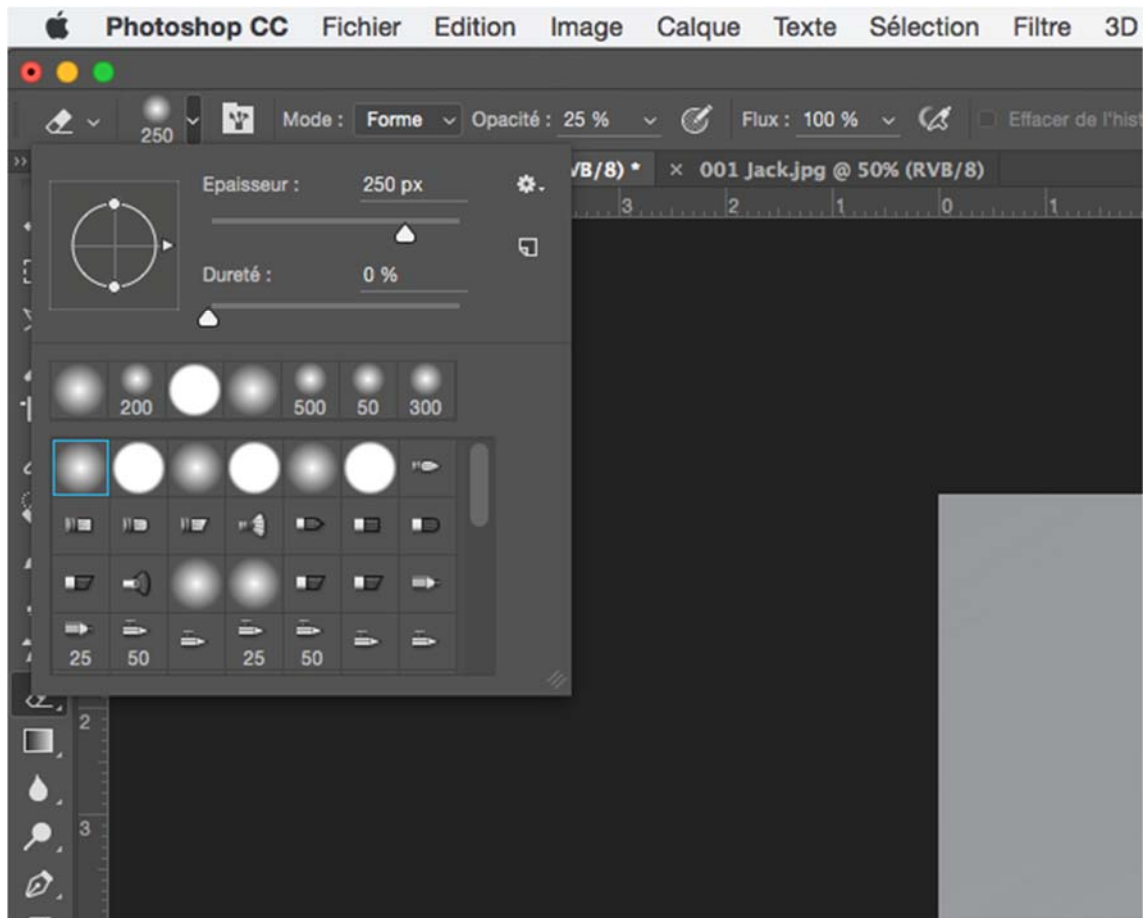 Photoshop CC Fichier Edition Image Calque Texte Sélection Filtre 3D
250 Mode : Forme Opacité : 25 % Flux : 100 % Effacer de l'hist
VB/8) * × 001 Jack.jpg @ 50% (RVB/8)
Epaisseur : 250 px
3 2 1 0 1
Dureté : 0 %
200 500 50 300
25 50 25 50
2
3